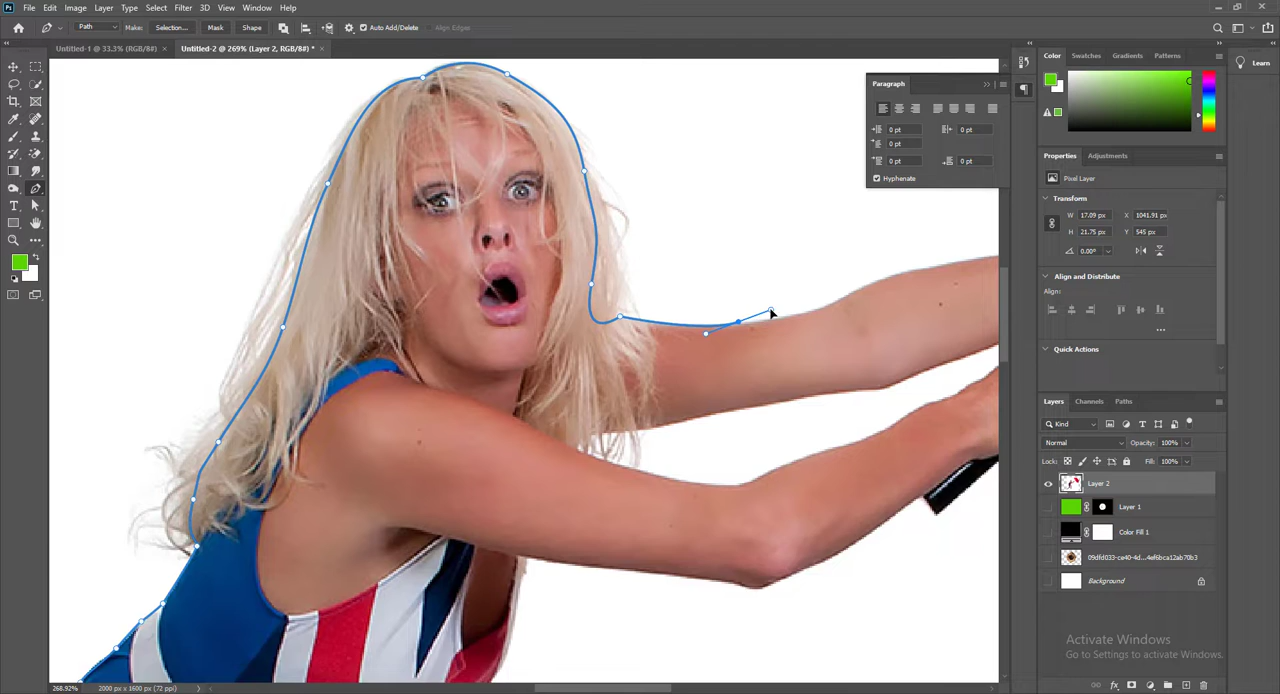 Ps File Edit Image Layer Type Select Filter 3D View Window Help
Path Make: Selection... Mask Shape Auto Add/Delete Align Edges
Untitled-1 @ 33.3% (RGB/8#) × Untitled-2 @ 269% (Layer 2, RGB/8#) * ×
Color Swatches Gradients Patterns
Learn
Paragraph
0 pt 0 pt
0 pt
0 pt 0 pt
Hyphenate
Properties Adjustments
Pixel Layer
Transform
W 17.09 px X 1041.91 px
H 21.75 px Y 545 px
0.00°
Align and Distribute
Align:
Quick Actions
Layers Channels Paths
Kind
Normal Opacity: 100%
Lock: Fill: 100%
Layer 2
Layer 1
Color Fill 1
09dfd033-ce40-4d...4ef6bca12ab70b3
Background
Activate Windows
Go to Settings to activate Windows.
268.92% 2000 px x 1600 px (72 ppi)